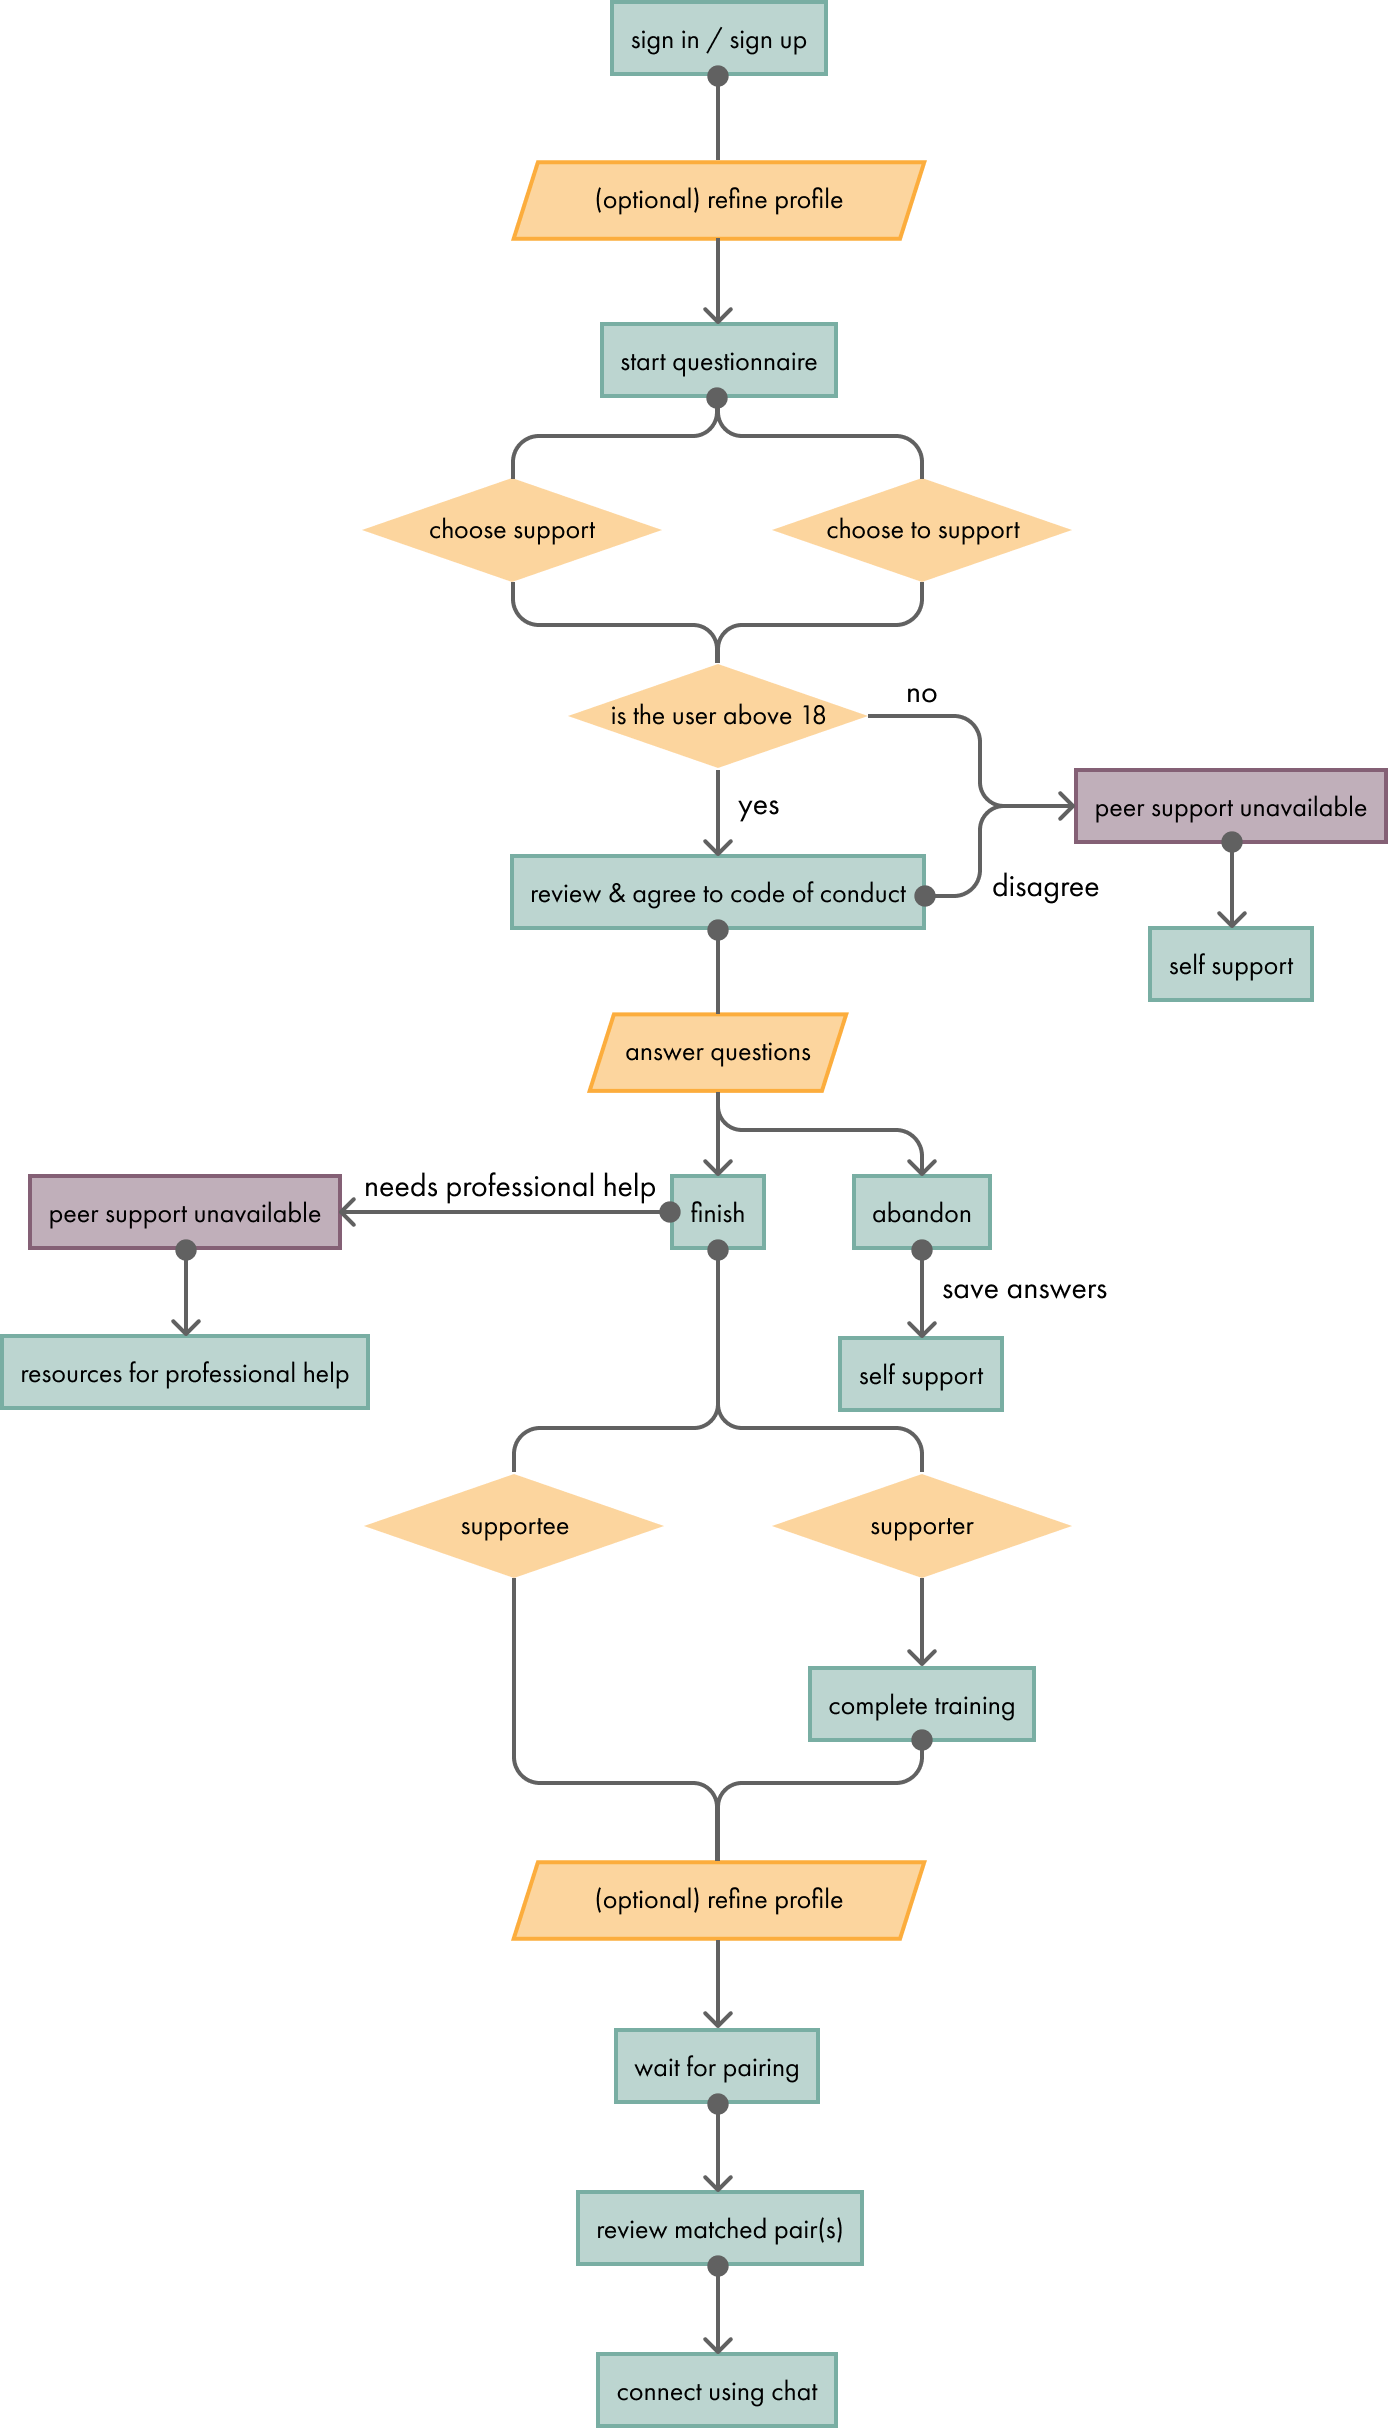 sign in / sign up
(optional) refine profile
start questionnaire
choose support
choose to support
is the user above 18
no
yes
peer support unavailable
review & agree to code of conduct
disagree
self support
answer questions
needs professional help
peer support unavailable
finish
abandon
save answers
resources for professional help
self support
supportee
supporter
complete training
(optional) refine profile
wait for pairing
review matched pair(s)
connect using chat